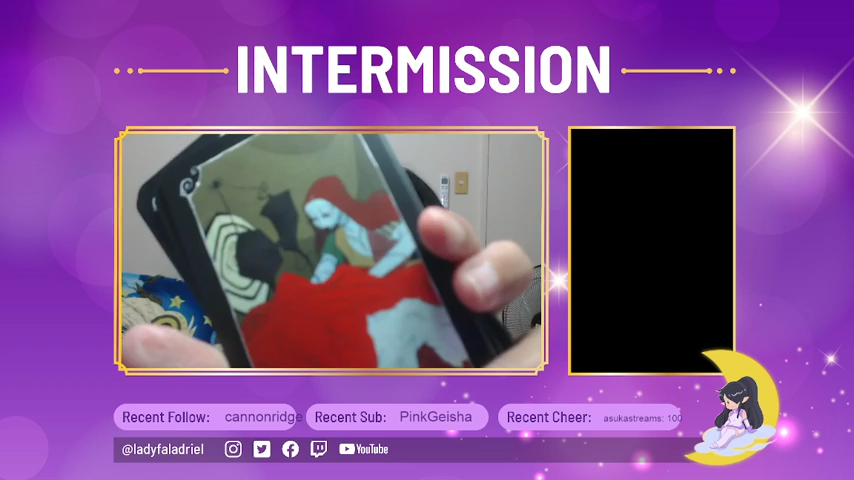 INTERMISSION
Recent Follow: cannonridge
Recent Sub: PinkGeisha
Recent Cheer: asukastreams: 100
@ladyfaladriel YouTube